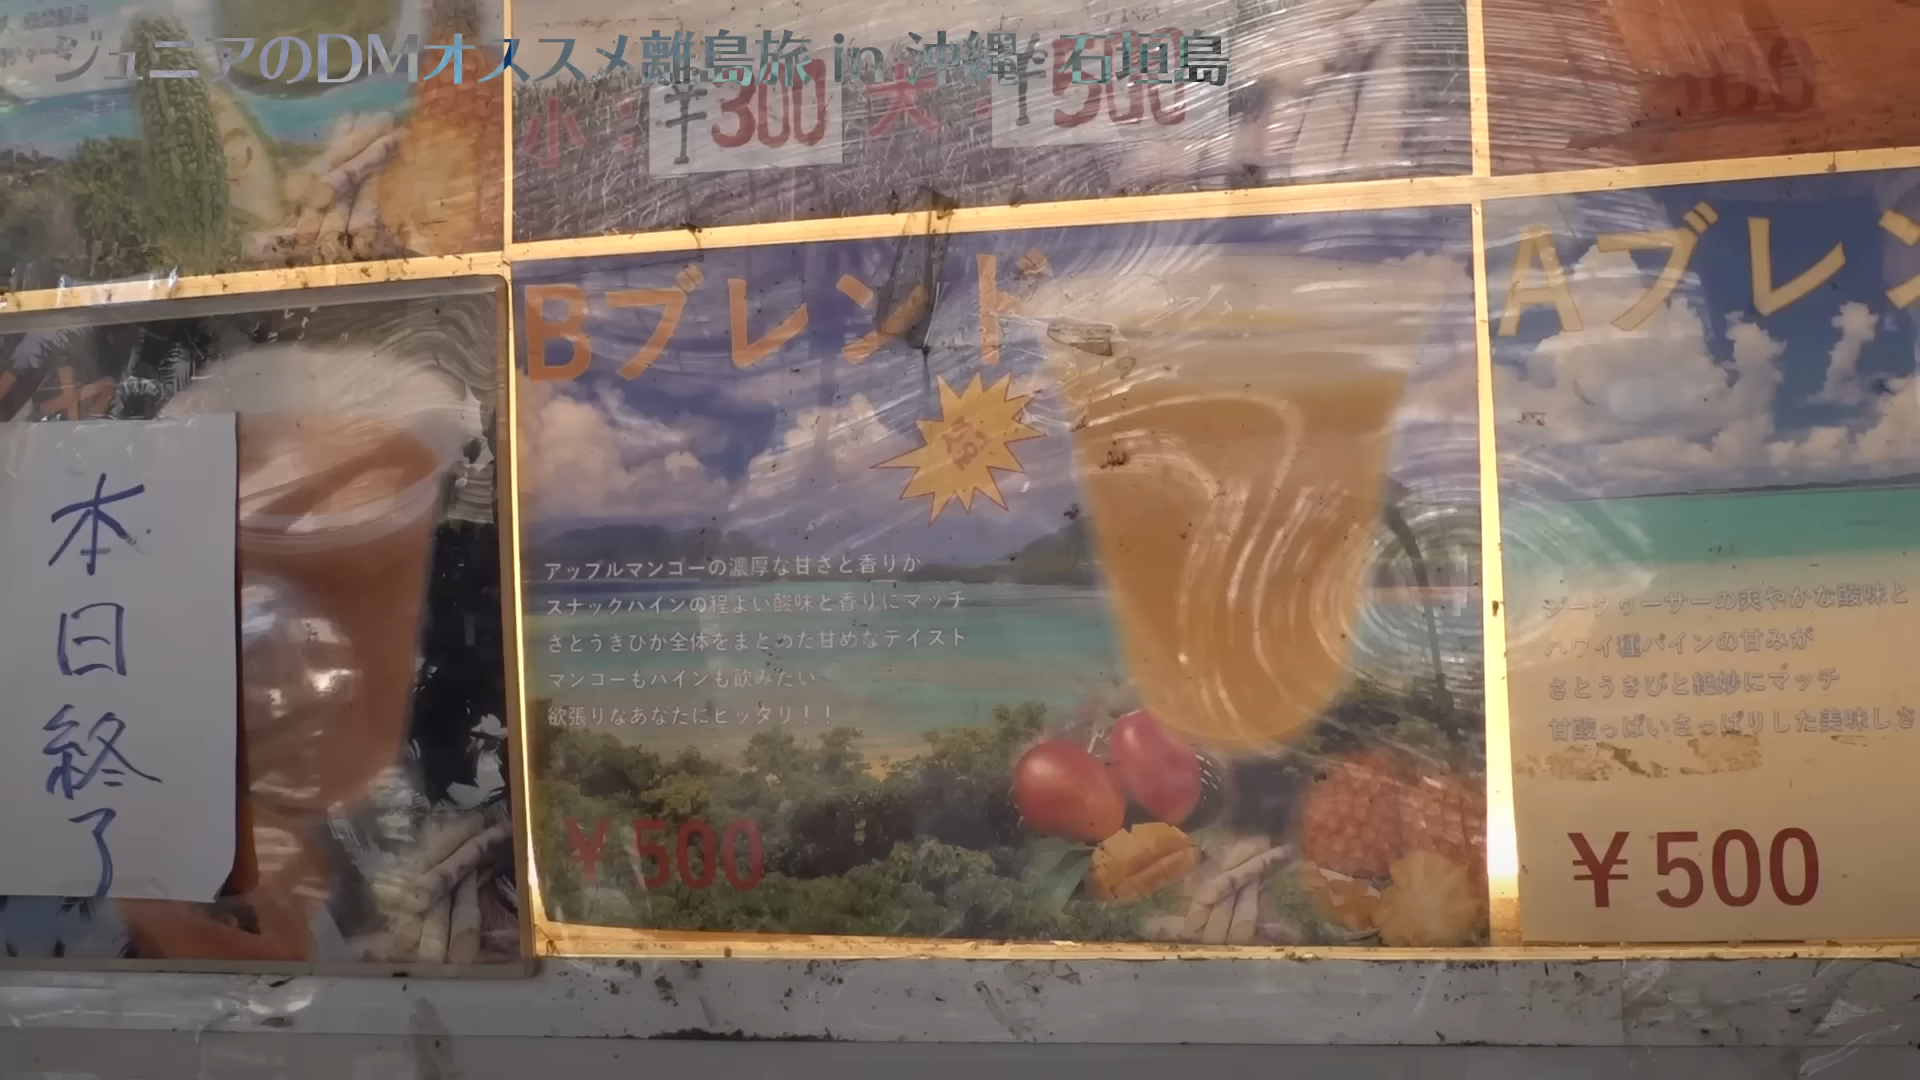 ジュニアのDMオススメ離島旅 in 沖縄・石垣島
小：¥300 大：¥500
Bブレンド
アップルマンゴーの濃厚な甘さと香りが
スナックパインの程よい酸味と香りにマッチ
さとうきびが全体をまとめた甘めなテイスト
マンゴーもパインも飲みたい
欲張りなあなたにピッタリ！！
¥500
Aブレン
シークヮーサーの爽やかな酸味と
ハワイ種パインの甘みが
さとうきびと絶妙にマッチ
甘酸っぱいさっぱりした美味しさ
¥500
本日終了